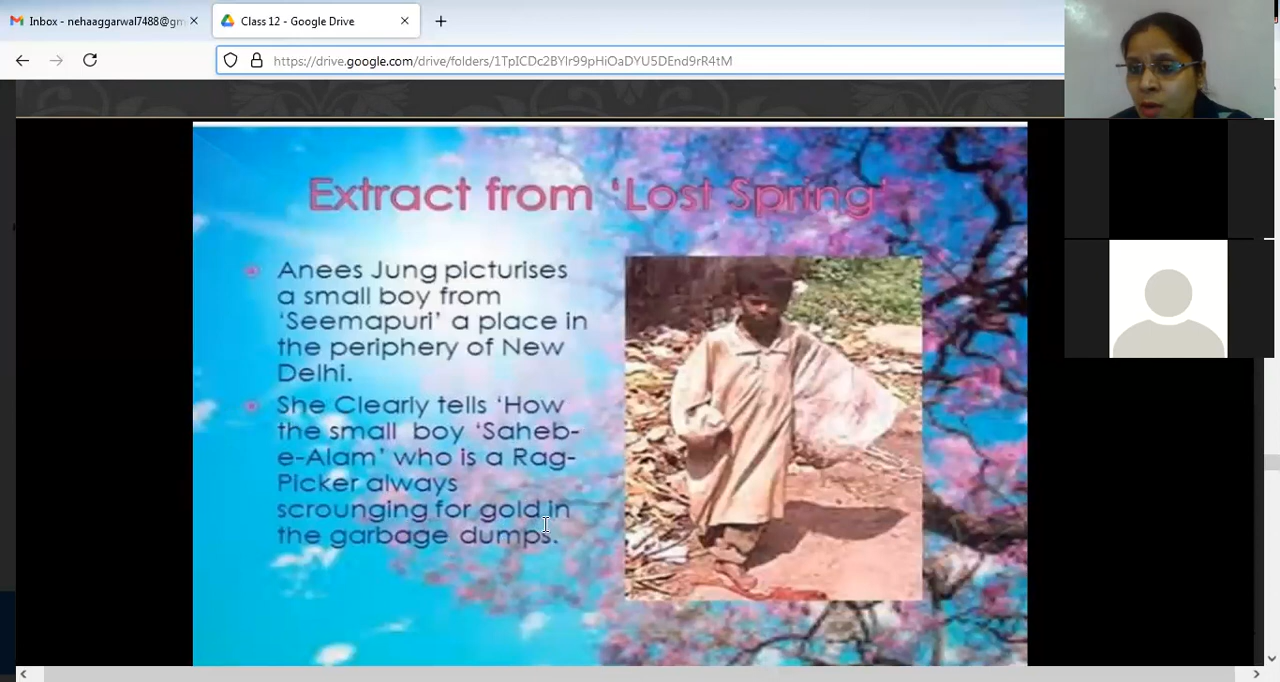 Inbox - nehaaggarwal7488@gm
Class 12 - Google Drive
https://drive.google.com/drive/folders/1TpICDc2BYlr99pHiOaDYU5DEnd9rR4tM
Extract from 'Lost Spring'
Anees Jung picturises
a small boy from
'Seemapuri' a place in
the periphery of New
Delhi.
She Clearly tells 'How
the small boy 'Saheb-
e-Alam' who is a Rag-
Picker always
scrounging for gold in
the garbage dumps.